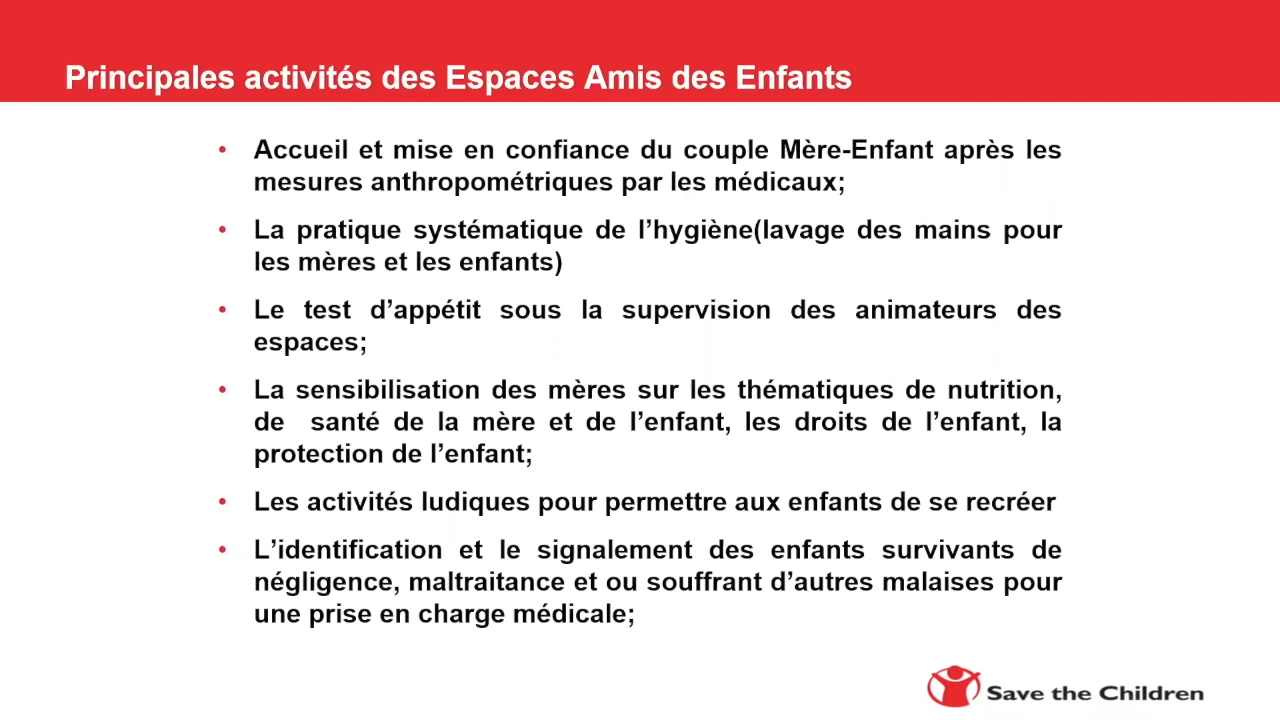 Principales activités des Espaces Amis des Enfants
• Accueil et mise en confiance du couple Mère-Enfant après les
mesures anthropométriques par les médicaux;
• La pratique systématique de l’hygiène(lavage des mains pour
les mères et les enfants)
• Le test d’appétit sous la supervision des animateurs des
espaces;
• La sensibilisation des mères sur les thématiques de nutrition,
de santé de la mère et de l’enfant, les droits de l’enfant, la
protection de l’enfant;
• Les activités ludiques pour permettre aux enfants de se recréer
• L’identification et le signalement des enfants survivants de
négligence, maltraitance et ou souffrant d’autres malaises pour
une prise en charge médicale;
Save the Children